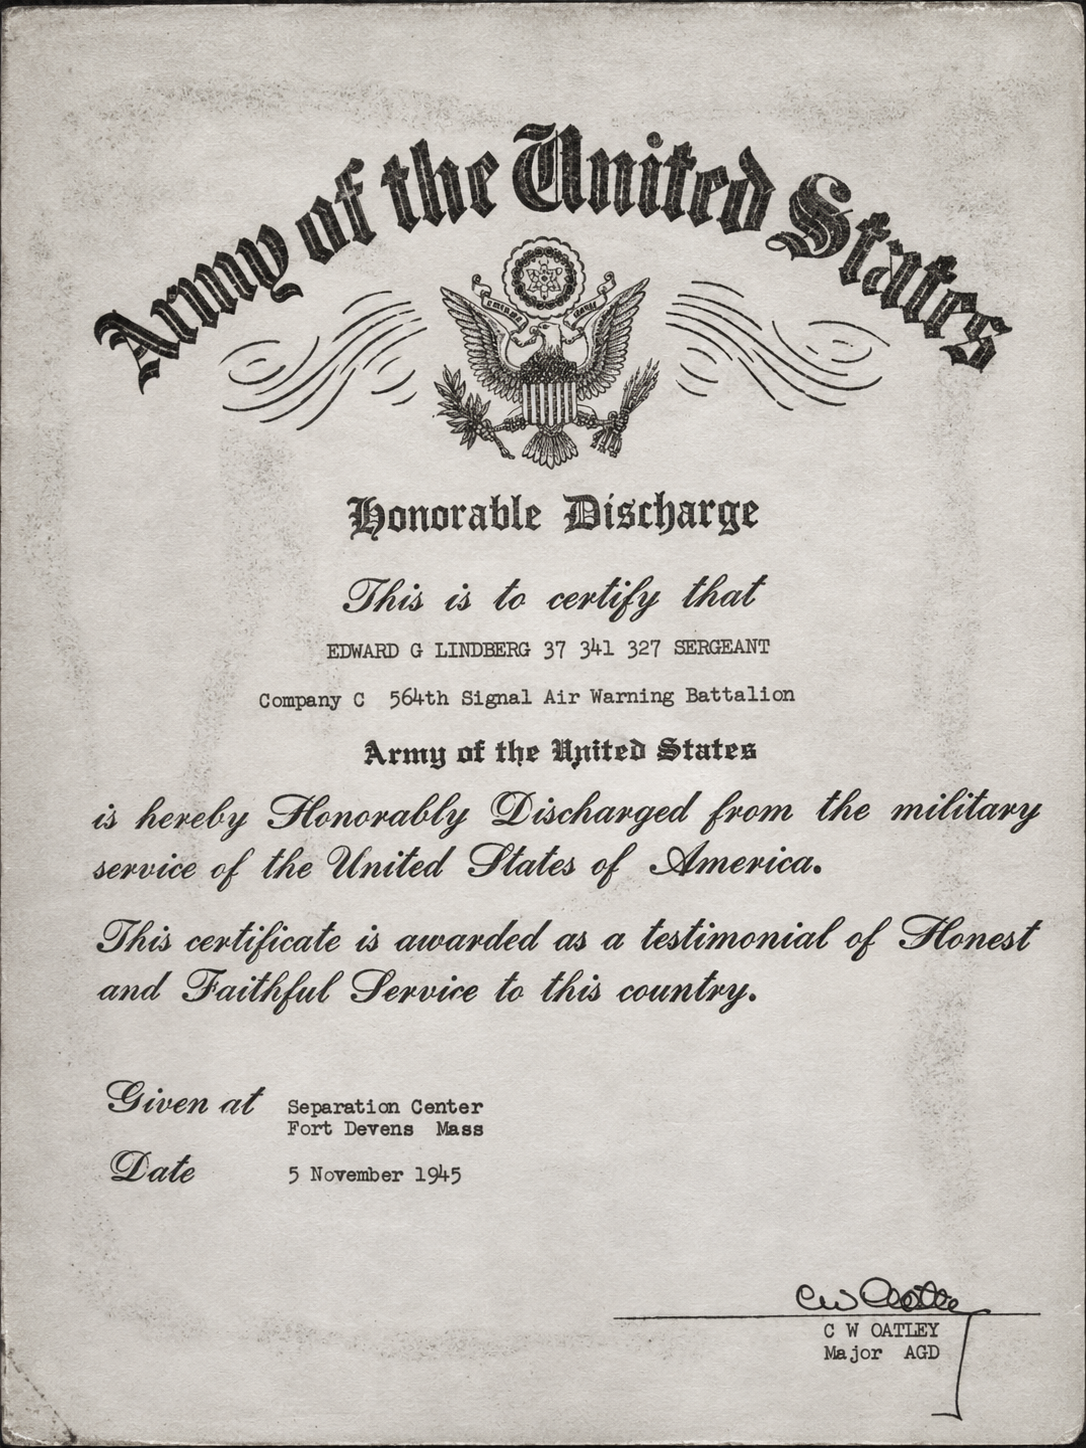 Army of the United States
Honorable Discharge
This is to certify that
EDWARD G LINDBERG 37 341 327 SERGEANT
Company C 564th Signal Air Warning Battalion
Army of the United States
is hereby Honorably Discharged from the military
service of the United States of America.
This certificate is awarded as a testimonial of Honest
and Faithful Service to this country.
Given at Separation Center
Fort Devens Mass
Date 5 November 1945
CW Oatley
C W OATLEY
Major AGD